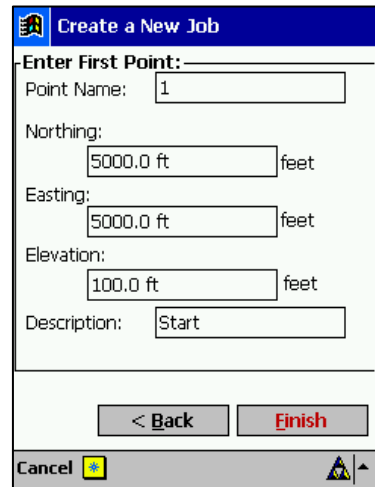 Create a New Job
Enter First Point:
Point Name: 1
Northing:
5000.0 ft feet
Easting:
5000.0 ft feet
Elevation:
100.0 ft feet
Description: Start
< Back Finish
Cancel